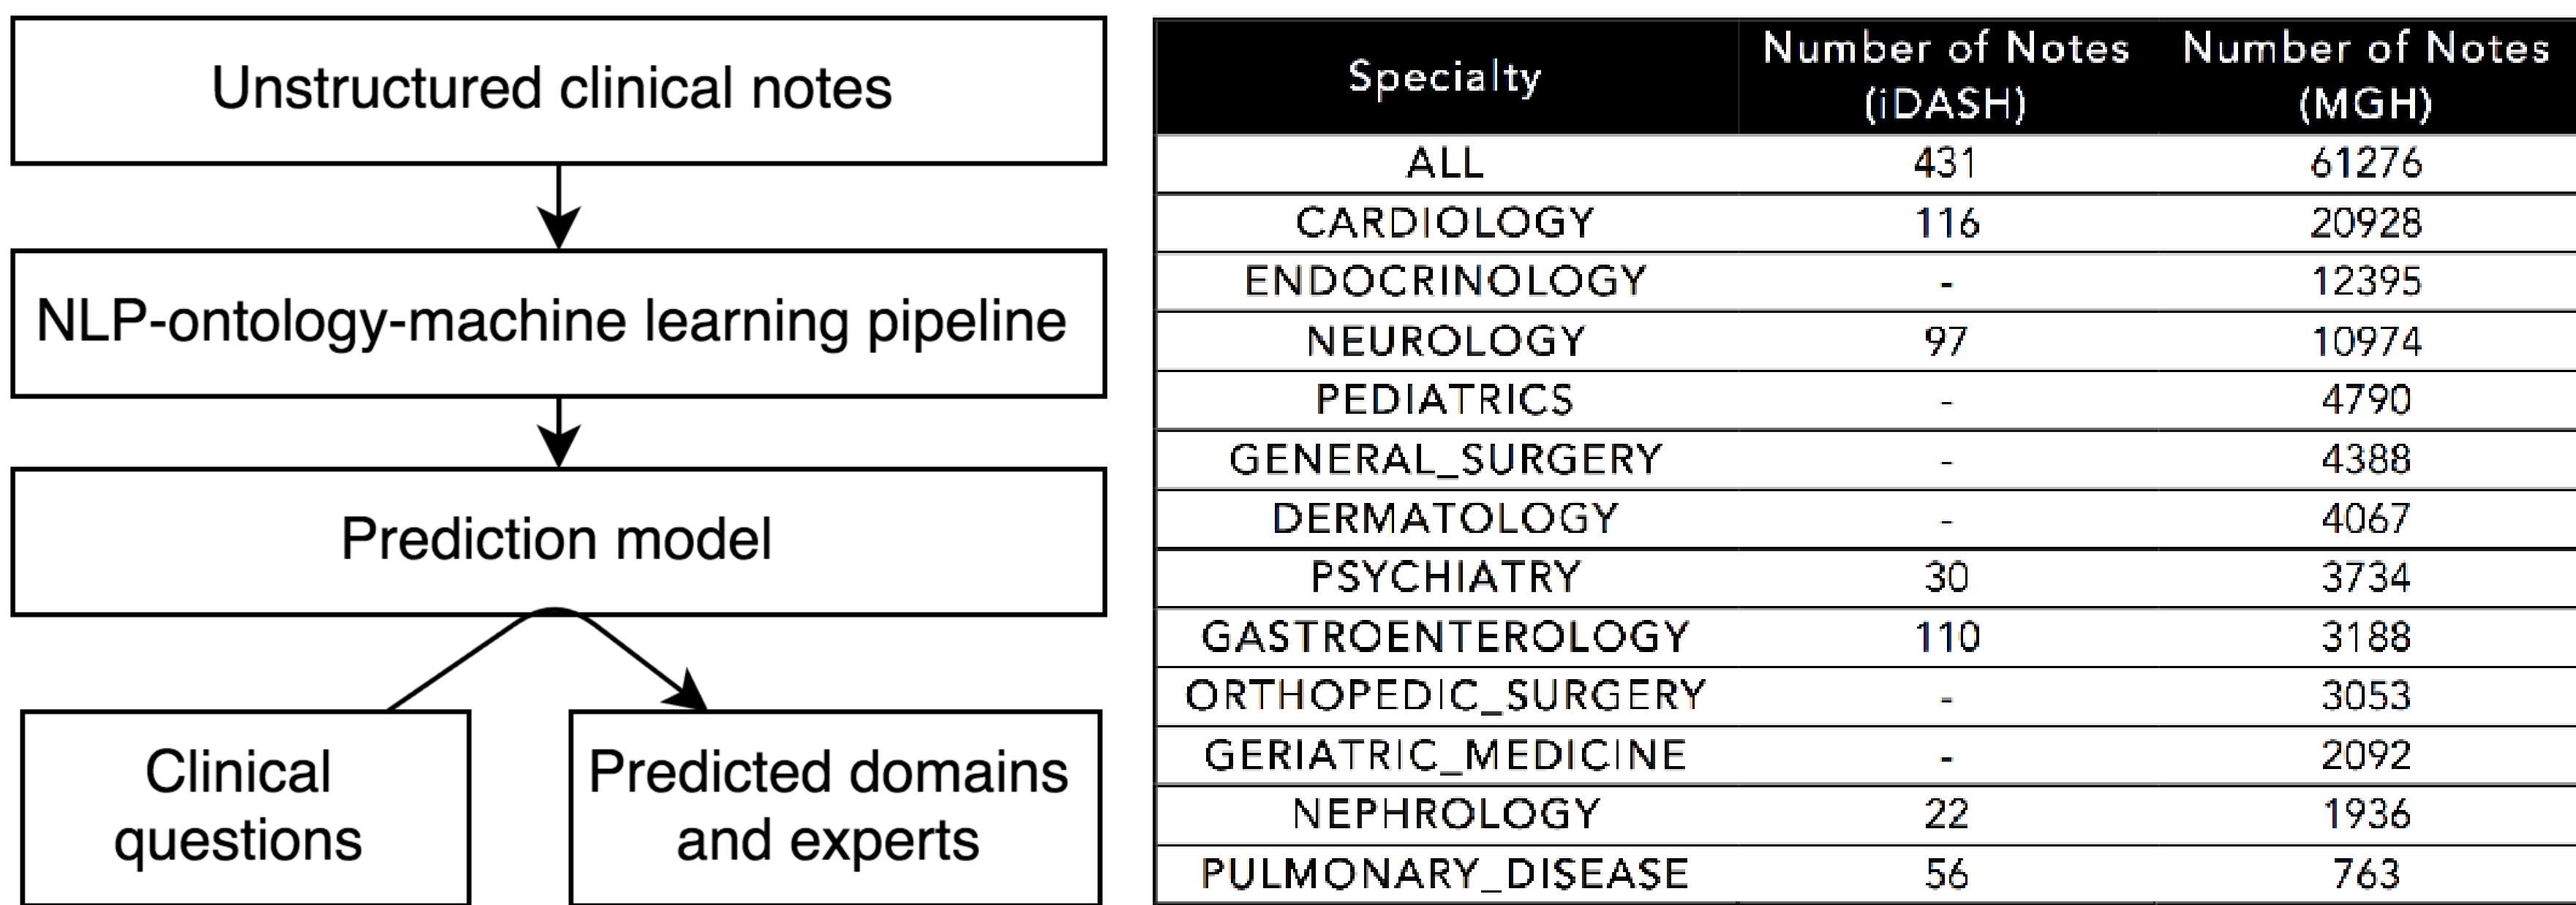 Unstructured clinical notes
NLP-ontology-machine learning pipeline
Prediction model
Clinical
questions
Predicted domains
and experts
Specialty Number of Notes (iDASH) Number of Notes (MGH)
ALL 431 61276
CARDIOLOGY 116 20928
ENDOCRINOLOGY - 12395
NEUROLOGY 97 10974
PEDIATRICS - 4790
GENERAL_SURGERY - 4388
DERMATOLOGY - 4067
PSYCHIATRY 30 3734
GASTROENTEROLOGY 110 3188
ORTHOPEDIC_SURGERY - 3053
GERIATRIC_MEDICINE - 2092
NEPHROLOGY 22 1936
PULMONARY_DISEASE 56 763